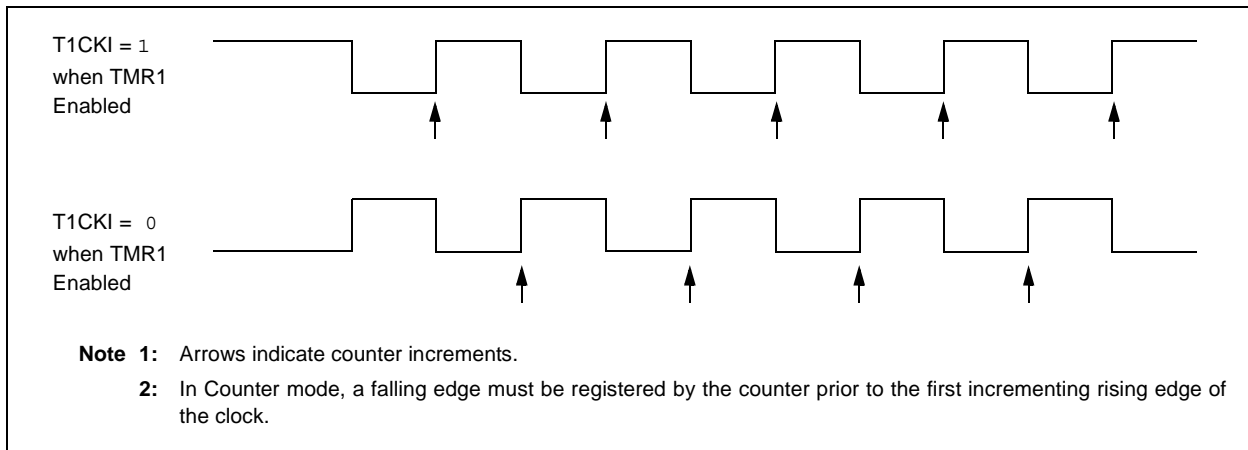 T1CKI = 1
when TMR1
Enabled
T1CKI = 0
when TMR1
Enabled
Note 1: Arrows indicate counter increments.
2: In Counter mode, a falling edge must be registered by the counter prior to the first incrementing rising edge of
the clock.